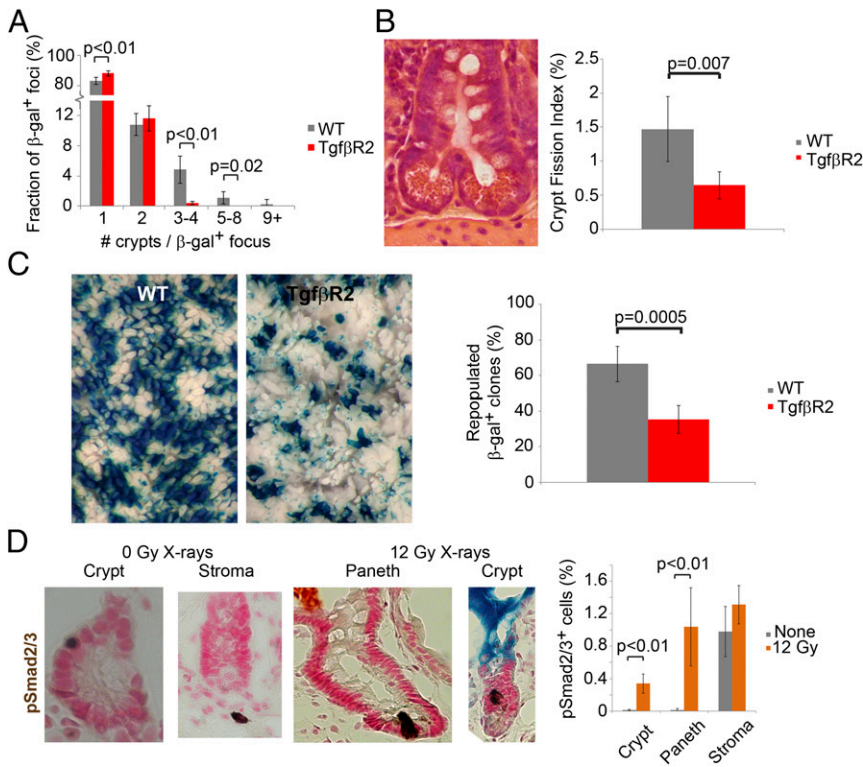 A
Fraction of β-gal⁺ foci (%)
100
80
12
8
4
0
p<0.01
p<0.01
p=0.02
1 2 3-4 5-8 9+
# crypts / β-gal⁺ focus
WT
TgfβR2
B
Crypt Fission Index (%)
2.5
2
1.5
1
0.5
0
p=0.007
WT
TgfβR2
C
WT
TgfβR2
Repopulated
β-gal⁺ clones (%)
100
80
60
40
20
0
p=0.0005
WT
TgfβR2
D
0 Gy X-rays
12 Gy X-rays
Crypt
Stroma
Paneth
Crypt
pSmad2/3
pSmad2/3⁺ cells (%)
1.6
1.2
0.8
0.4
0
p<0.01
p<0.01
None
12 Gy
Crypt
Paneth
Stroma